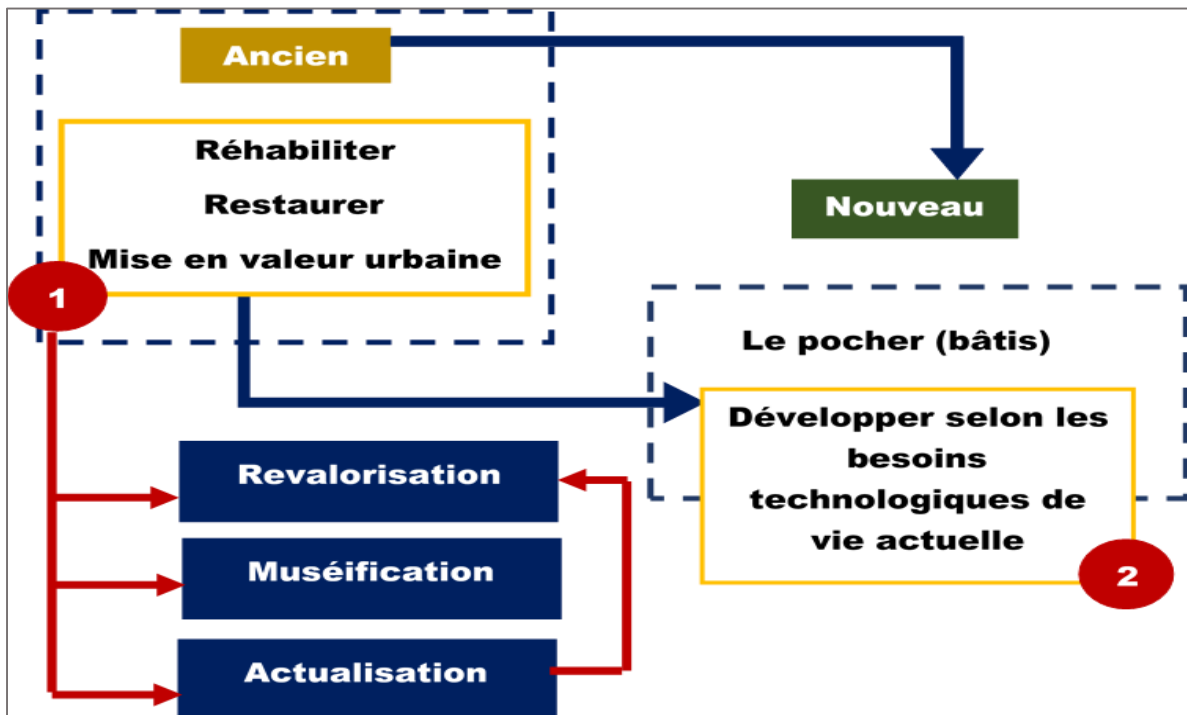 Ancien
Réhabiliter
Restaurer
Mise en valeur urbaine
1
Nouveau
Le pocher (bâtis)
Développer selon les
besoins
technologiques de
vie actuelle
2
Revalorisation
Muséification
Actualisation